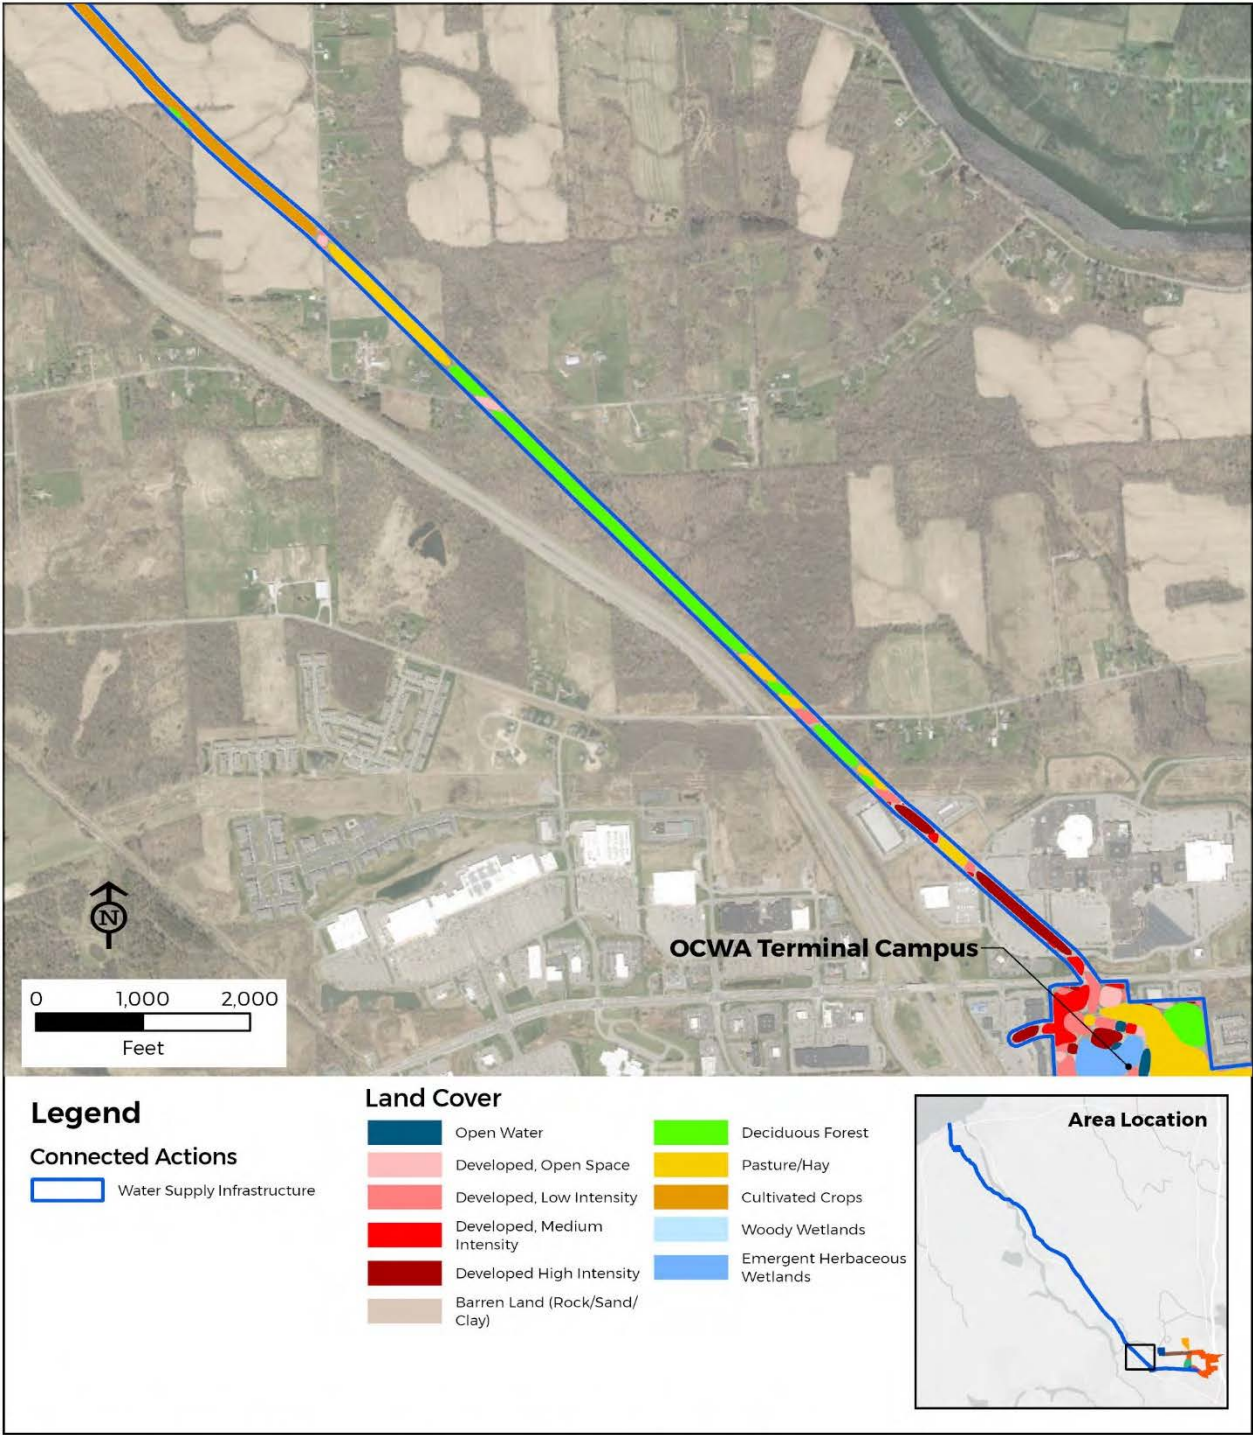 OCWA Terminal Campus
N
0 1,000 2,000
Feet
Legend
Connected Actions
Water Supply Infrastructure
Land Cover
Open Water
Developed, Open Space
Developed, Low Intensity
Developed, Medium
Intensity
Developed High Intensity
Barren Land (Rock/Sand/
Clay)
Deciduous Forest
Pasture/Hay
Cultivated Crops
Woody Wetlands
Emergent Herbaceous
Wetlands
Area Location